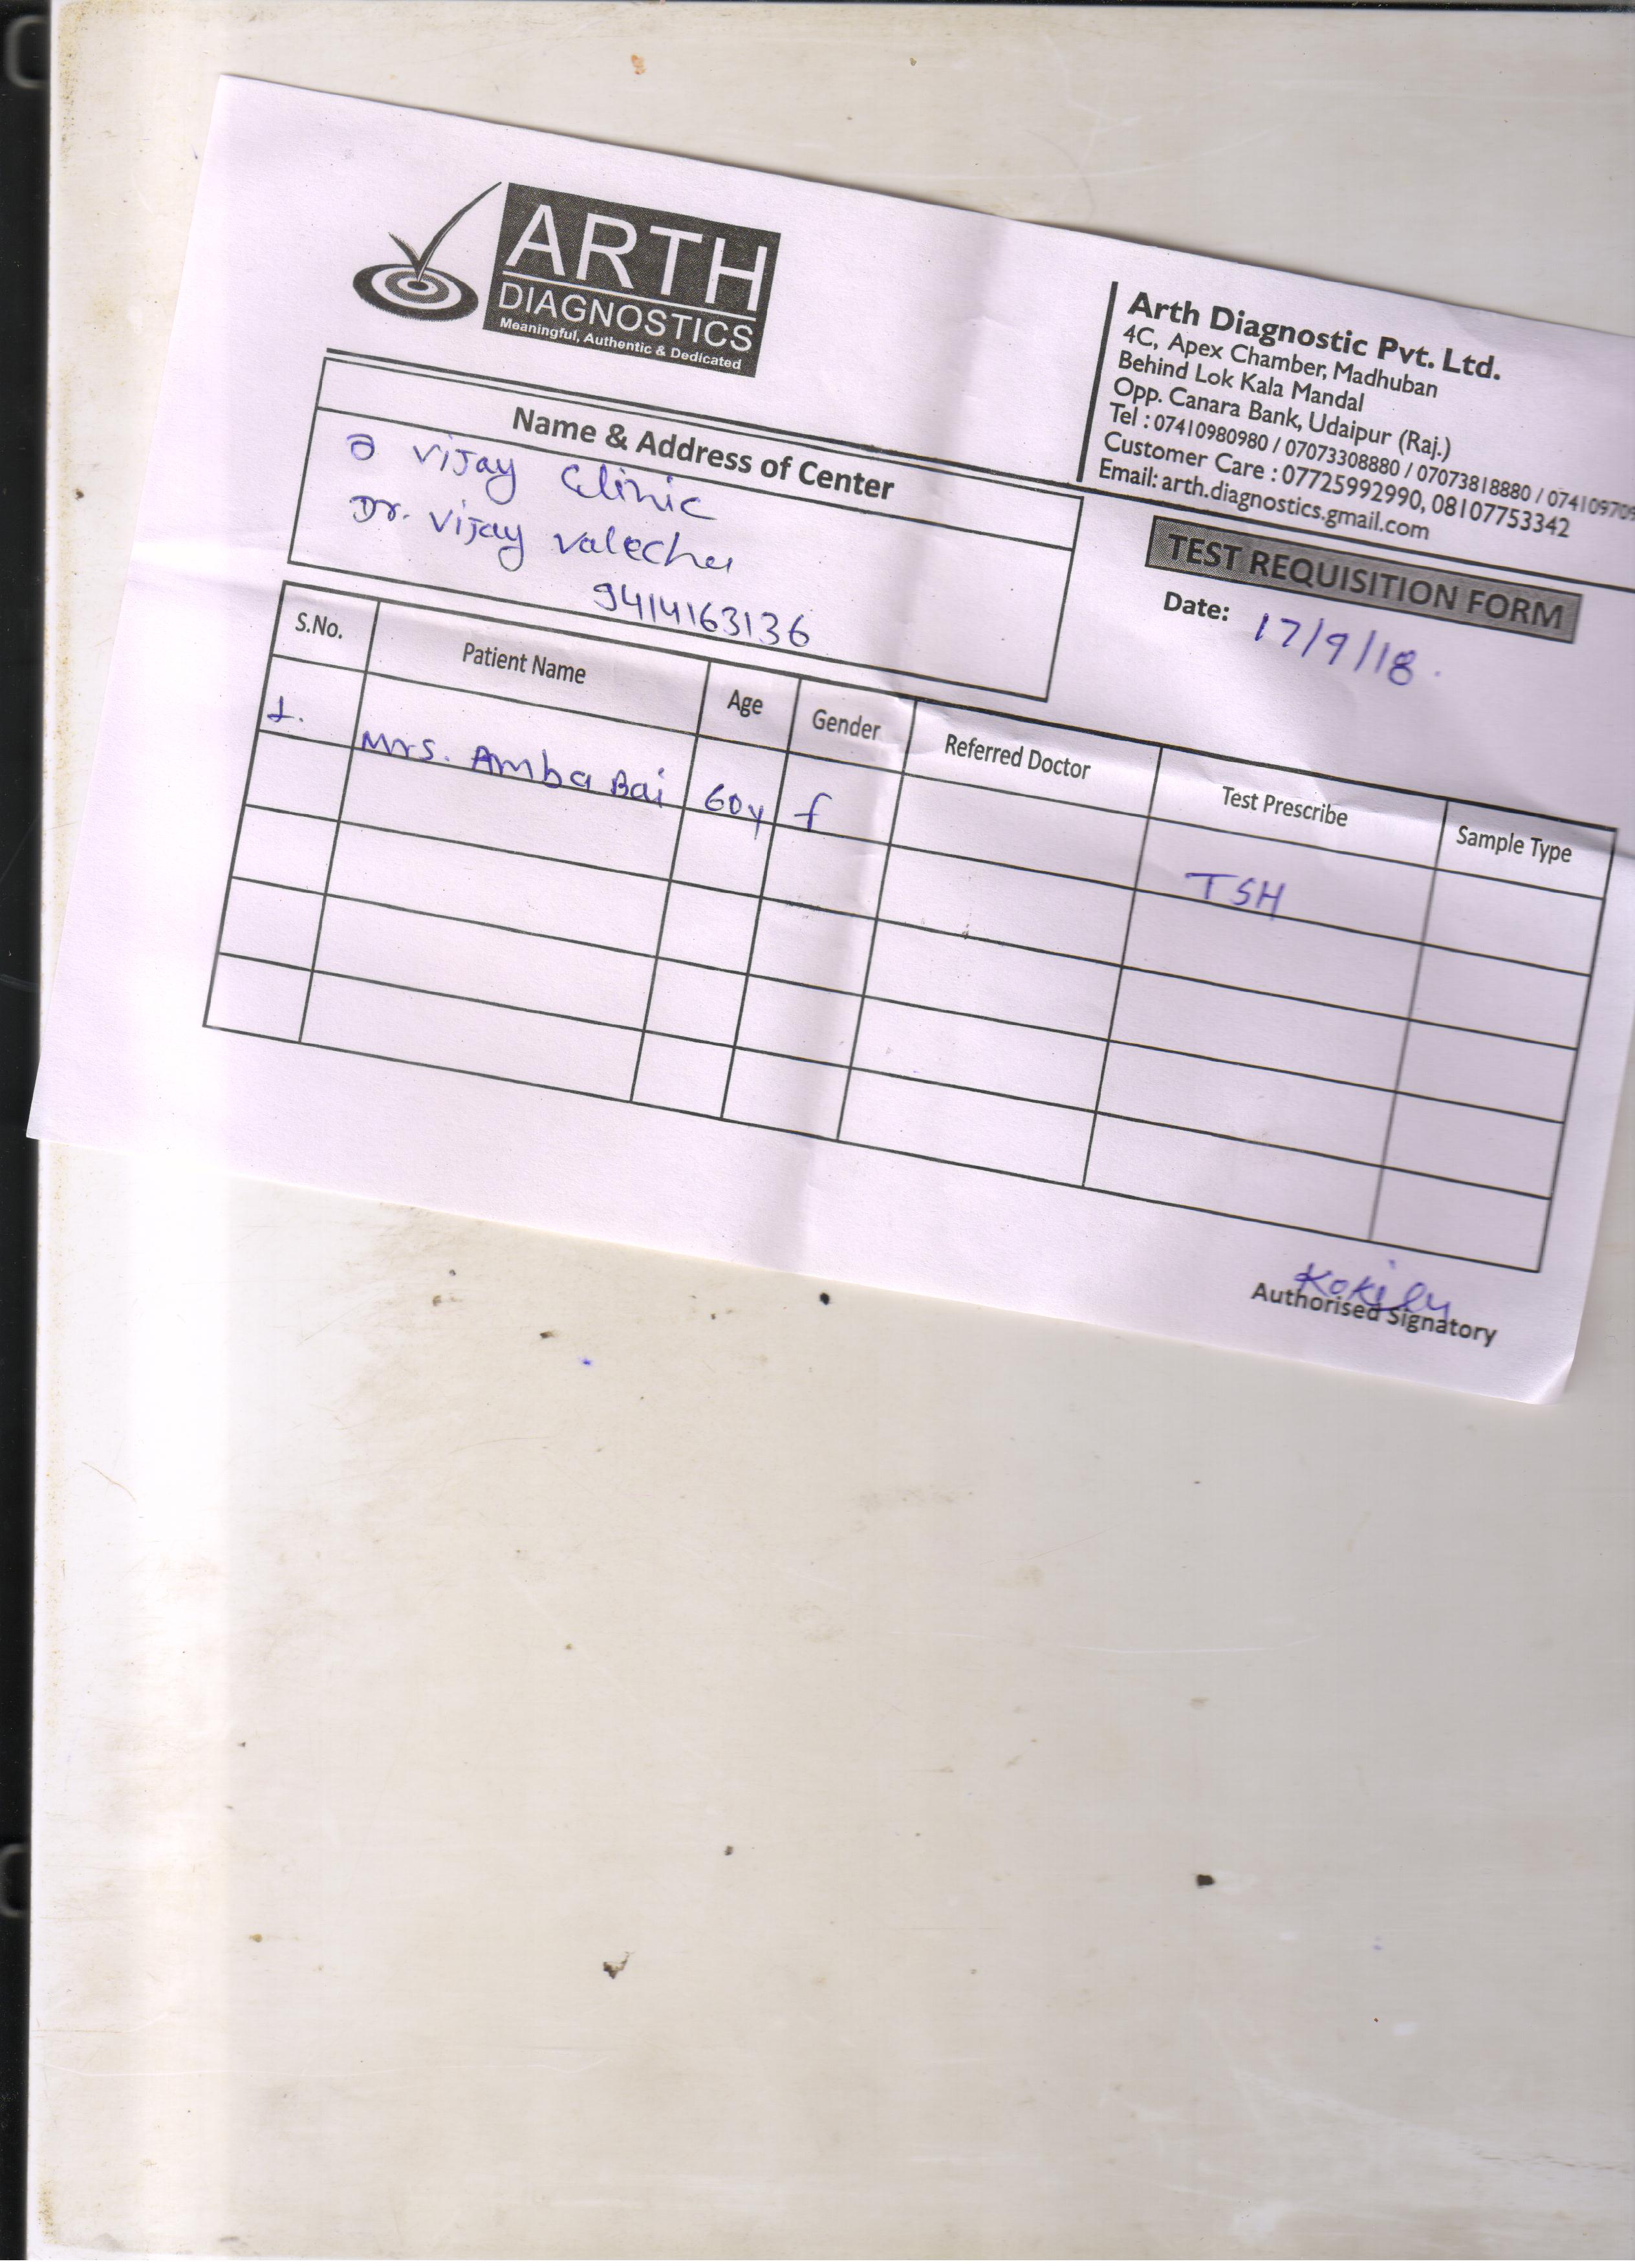 ARTH
DIAGNOSTICS
Meaningful, Authentic & Dedicated
Arth Diagnostic Pvt. Ltd.
4C, Apex Chamber, Madhuban
Behind Lok Kala Mandal
Opp. Canara Bank, Udaipur (Raj.)
Tel : 07410980980 / 07073308880 / 07073818880 / 074109709
Customer Care : 07725992990, 08107753342
Email: arth.diagnostics.gmail.com
Name & Address of Center
Vijay Clinic
Dr. Vijay Valecha
9414163136
TEST REQUISITION FORM
Date: 17/9/18.
S.No. Patient Name Age Gender Referred Doctor Test Prescribe Sample Type
1. Mrs. Amba Bai 60y f TSH
Authorised Signatory